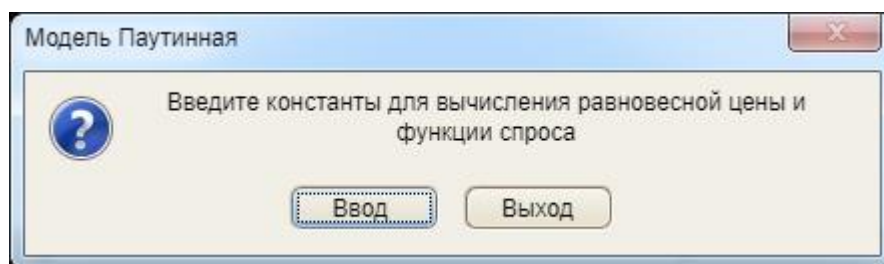 Модель Паутинная
Введите константы для вычисления равновесной цены и
функции спроса
Ввод
Выход